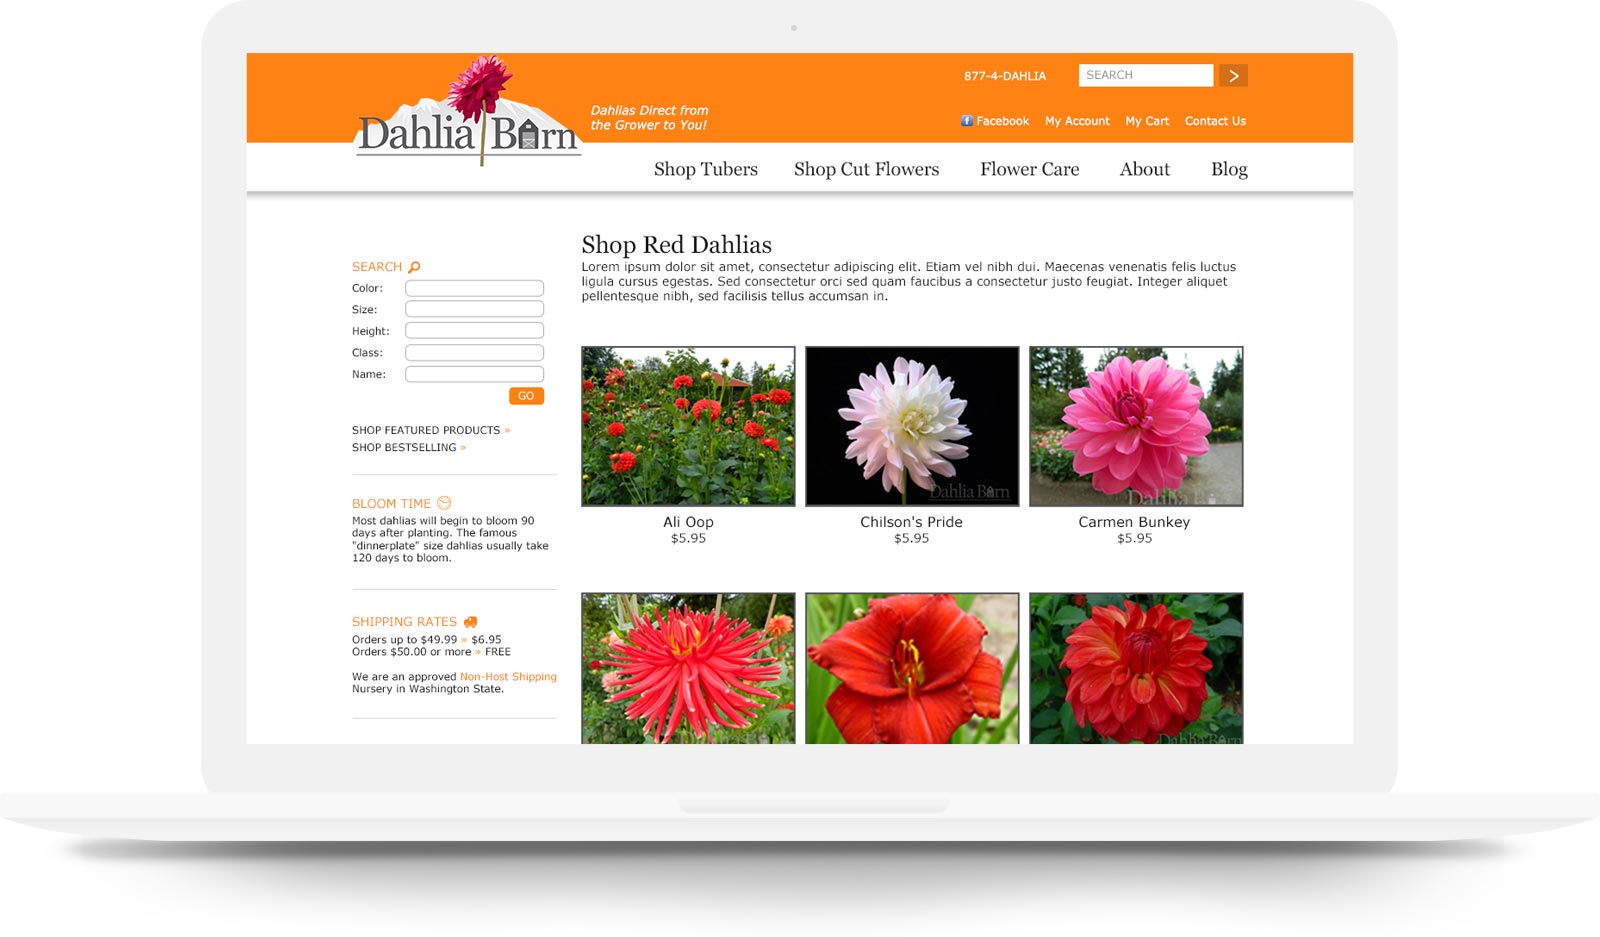 Dahlia Barn
Dahlias Direct from
the Grower to You!
877-4-DAHLIA
SEARCH
Facebook My Account My Cart Contact Us
Shop Tubers Shop Cut Flowers Flower Care About Blog
SEARCH
Color:
Size:
Height:
Class:
Name:
GO
SHOP FEATURED PRODUCTS »
SHOP BESTSELLING »
BLOOM TIME
Most dahlias will begin to bloom 90
days after planting. The famous
"dinnerplate" size dahlias usually take
120 days to bloom.
SHIPPING RATES
Orders up to $49.99 » $6.95
Orders $50.00 or more » FREE
We are an approved Non-Host Shipping
Nursery in Washington State.
Shop Red Dahlias
Lorem ipsum dolor sit amet, consectetur adipiscing elit. Etiam vel nibh dui. Maecenas venenatis felis luctus
ligula cursus egestas. Sed consectetur orci sed quam faucibus a consectetur justo feugiat. Integer aliquet
pellentesque nibh, sed facilisis tellus accumsan in.
Dahlia Barn
Dahlia Barn
Ali Oop
$5.95
Chilson's Pride
$5.95
Carmen Bunkey
$5.95
Dahlia Barn
Dahlia Barn